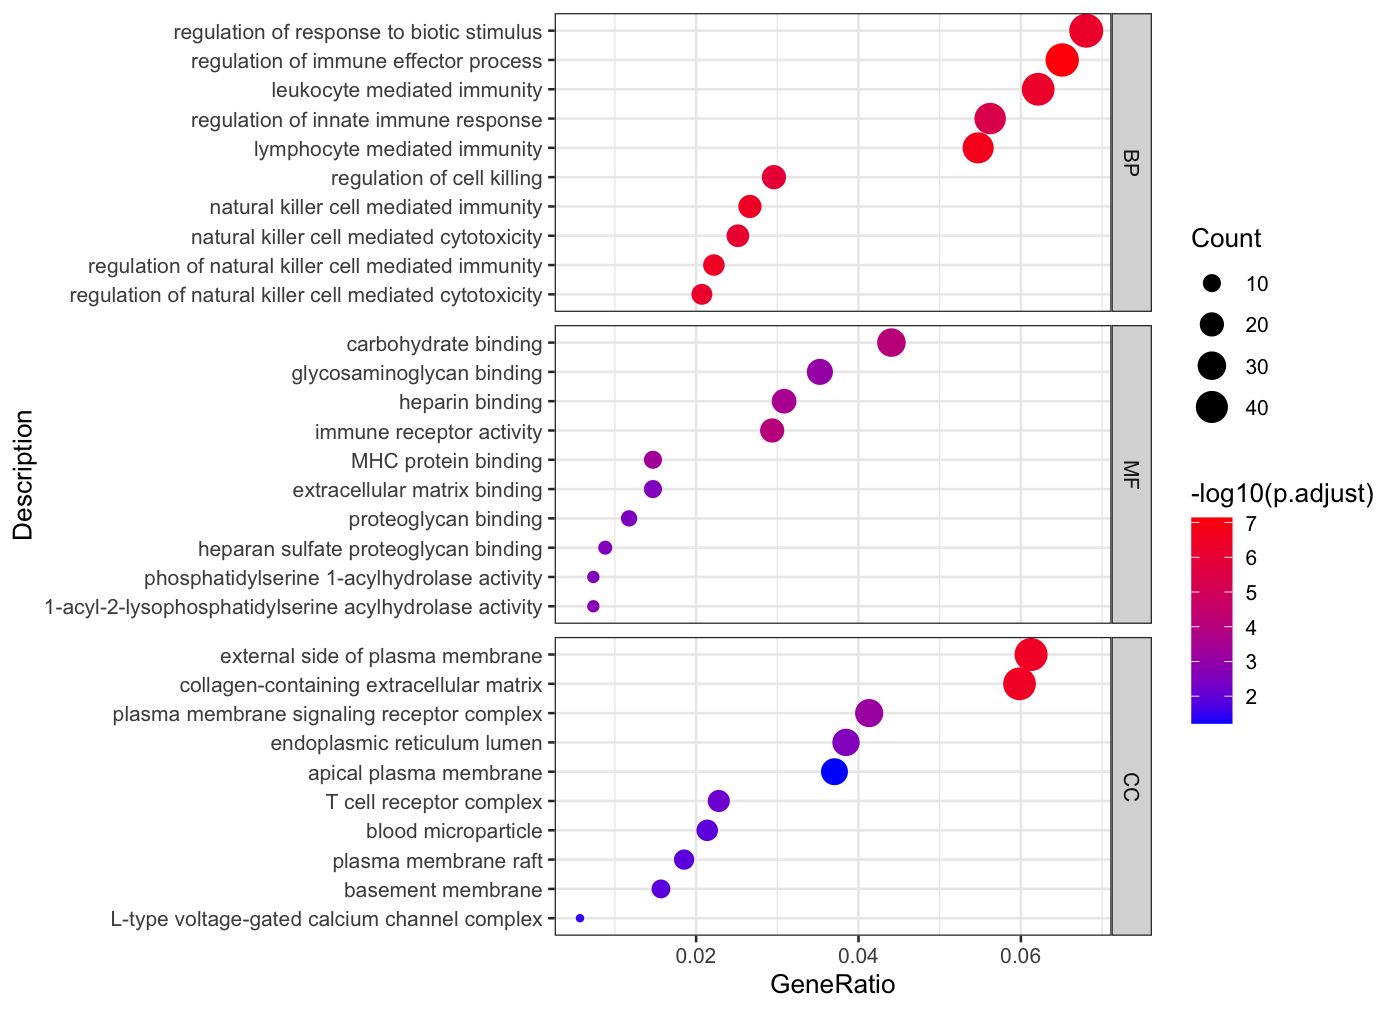 regulation of response to biotic stimulus
regulation of immune effector process
leukocyte mediated immunity
regulation of innate immune response
lymphocyte mediated immunity
regulation of cell killing
natural killer cell mediated immunity
natural killer cell mediated cytotoxicity
regulation of natural killer cell mediated immunity
regulation of natural killer cell mediated cytotoxicity
BP
carbohydrate binding
glycosaminoglycan binding
heparin binding
immune receptor activity
MHC protein binding
extracellular matrix binding
proteoglycan binding
heparan sulfate proteoglycan binding
phosphatidylserine 1-acylhydrolase activity
1-acyl-2-lysophosphatidylserine acylhydrolase activity
MF
external side of plasma membrane
collagen-containing extracellular matrix
plasma membrane signaling receptor complex
endoplasmic reticulum lumen
apical plasma membrane
T cell receptor complex
blood microparticle
plasma membrane raft
basement membrane
L-type voltage-gated calcium channel complex
CC
Description
0.02 0.04 0.06
GeneRatio
Count
10
20
30
40
-log10(p.adjust)
7
6
5
4
3
2